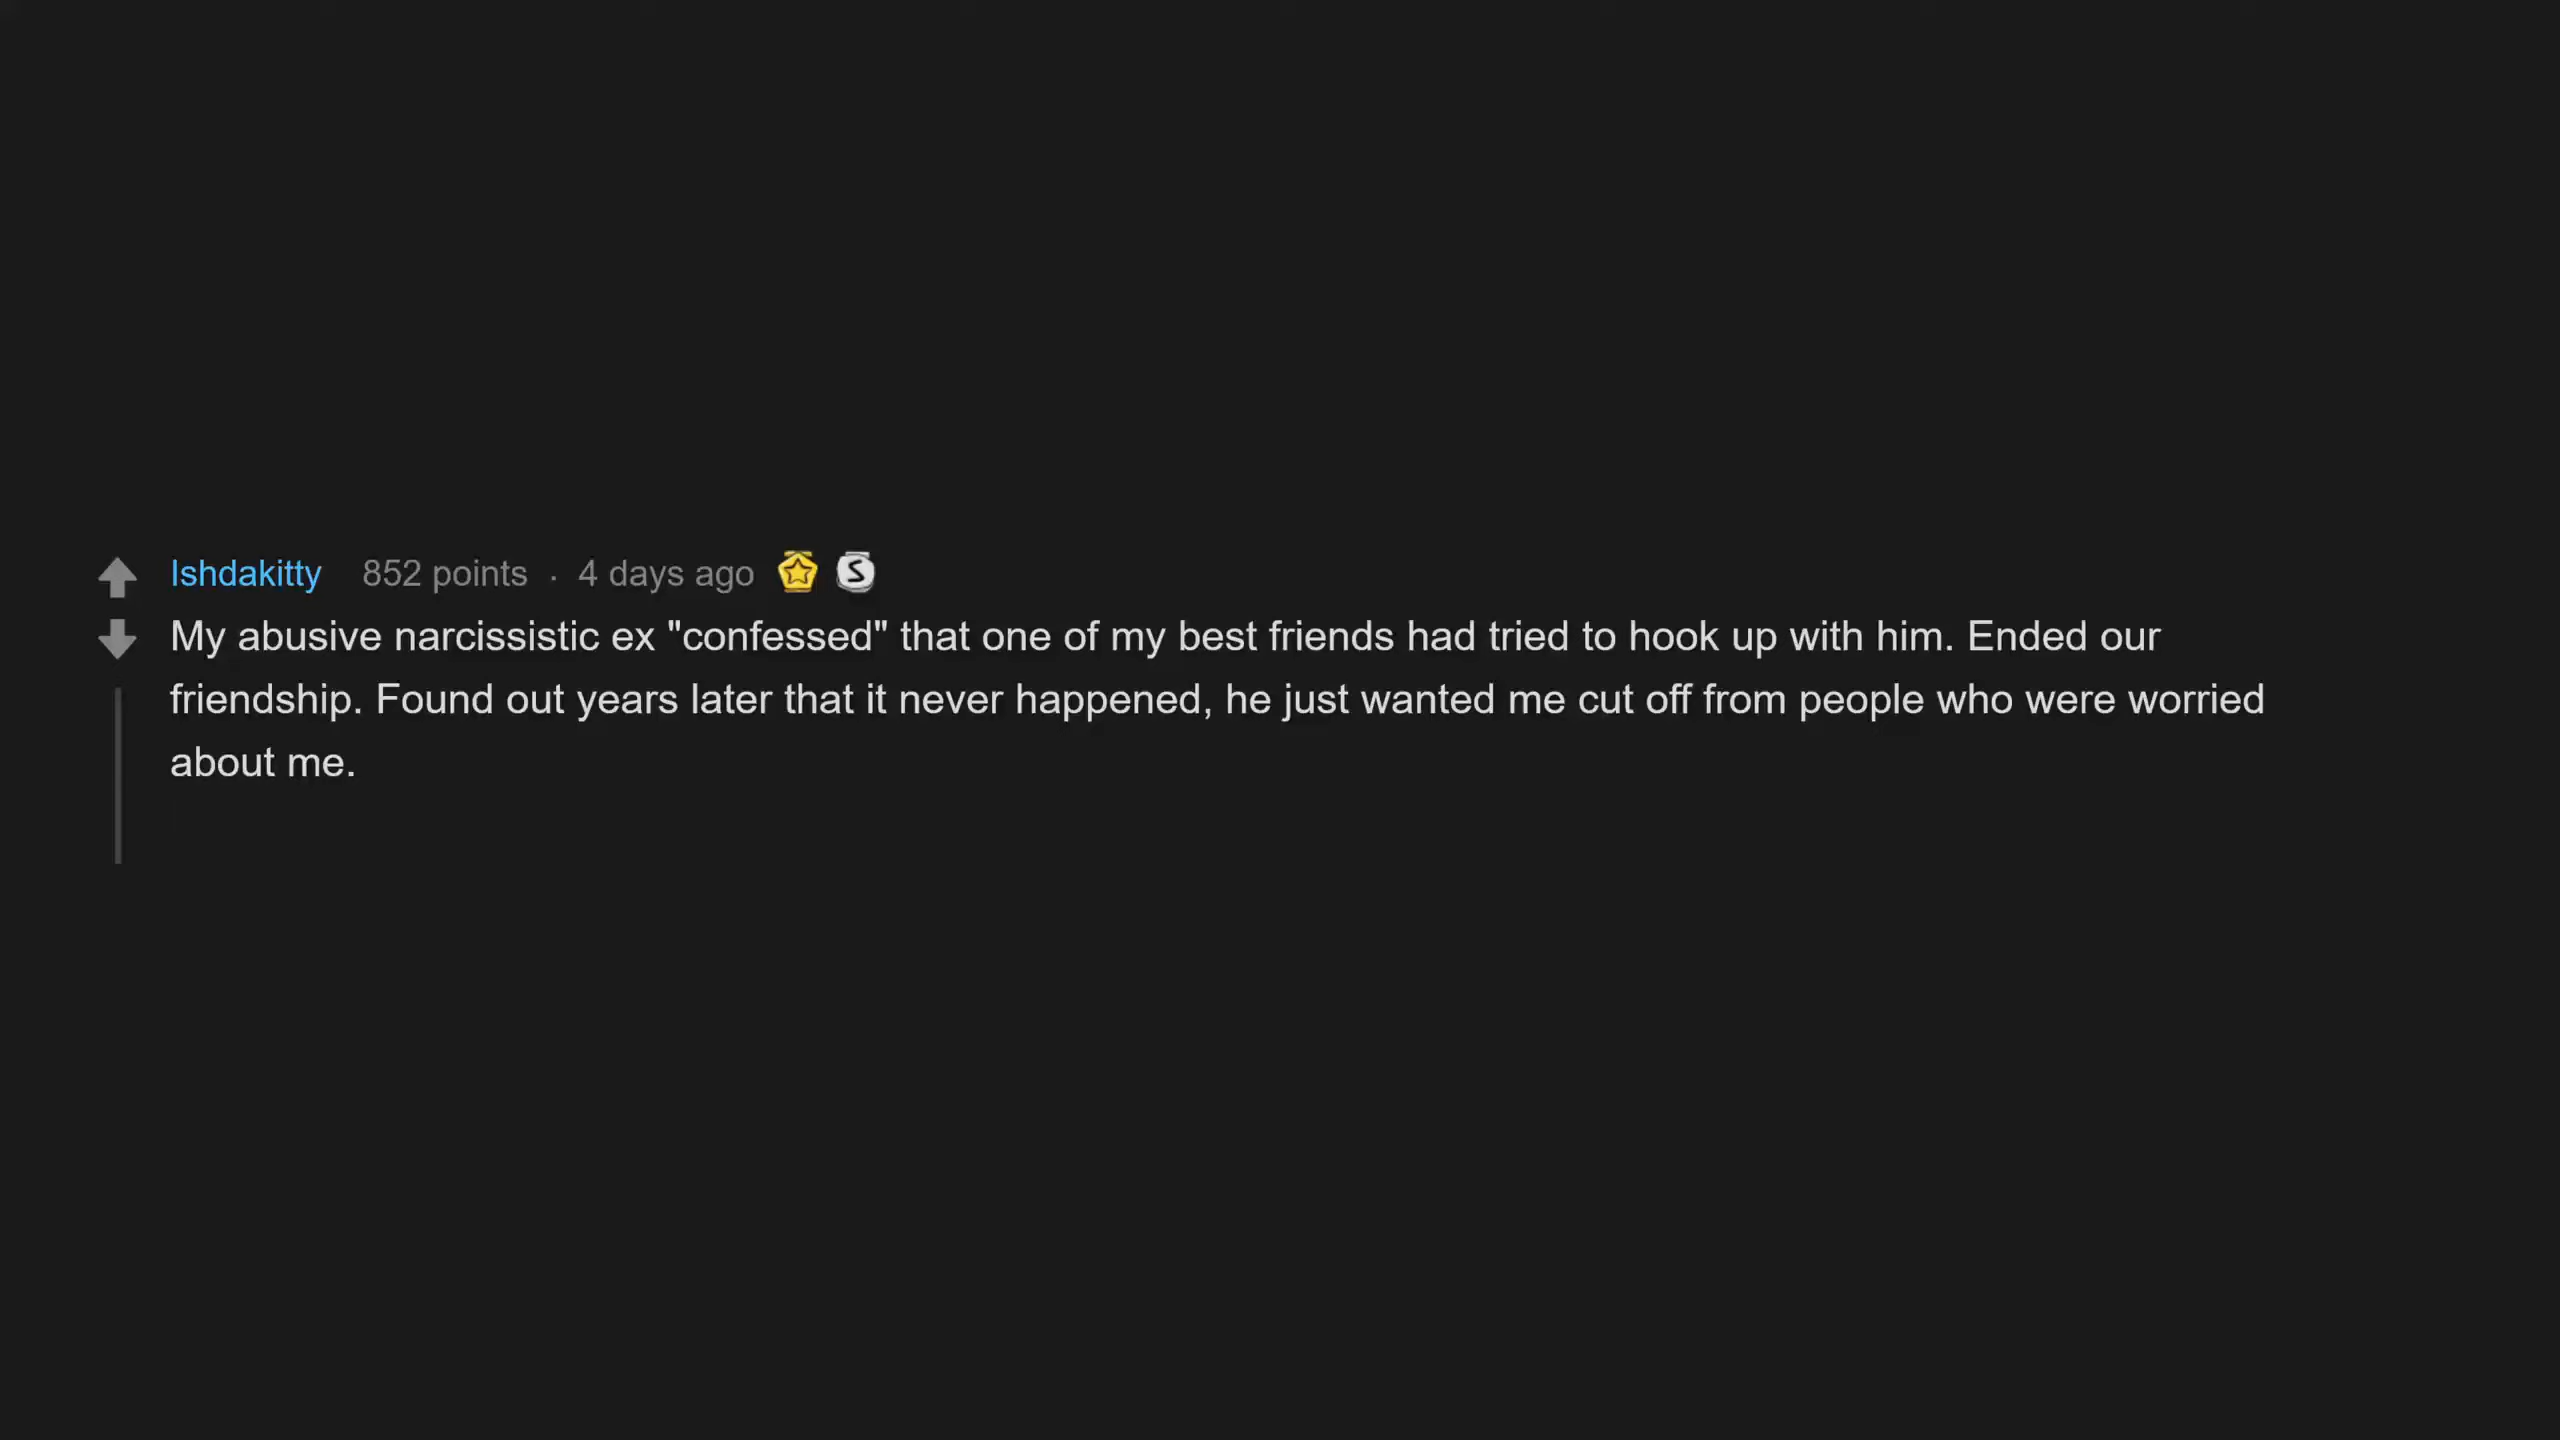 Ishdakitty 852 points · 4 days ago S
My abusive narcissistic ex "confessed" that one of my best friends had tried to hook up with him. Ended our
friendship. Found out years later that it never happened, he just wanted me cut off from people who were worried
about me.